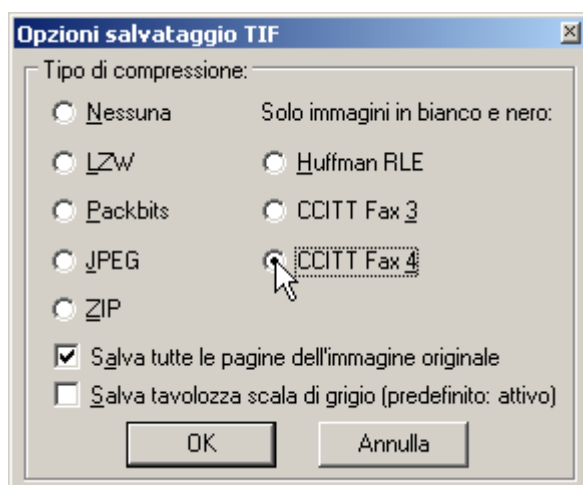 Opzioni salvataggio TIF
Tipo di compressione:
Nessuna
Solo immagini in bianco e nero:
LZW
Huffman RLE
Packbits
CCITT Fax 3
JPEG
CCITT Fax 4
ZIP
Salva tutte le pagine dell'immagine originale
Salva tavolozza scala di grigio (predefinito: attivo)
OK
Annulla